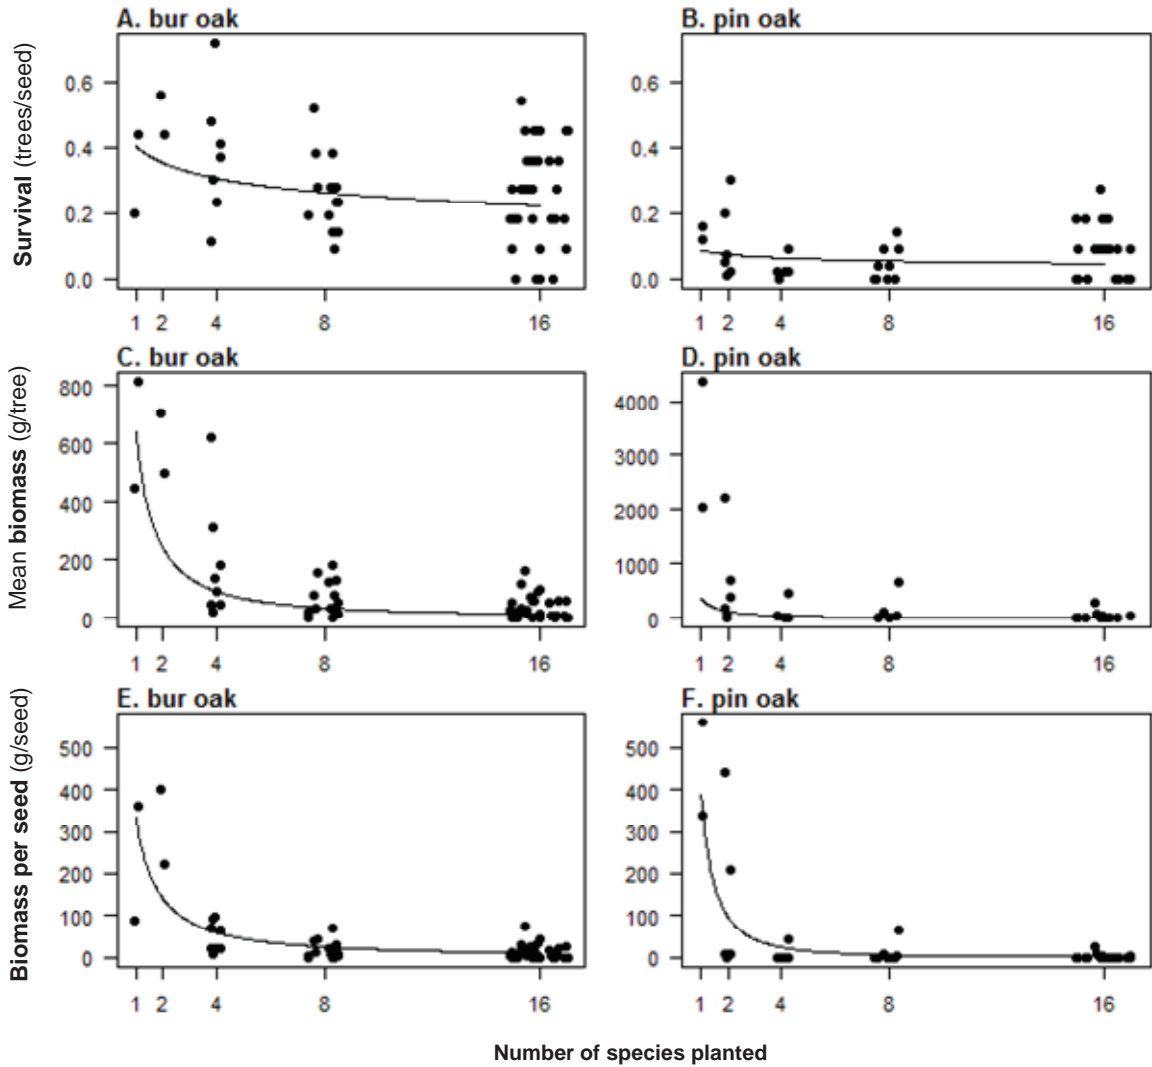 A. bur oak
B. pin oak
Survival (trees/seed)
0.6
0.4
0.2
0.0
1 2 4 8 16
0.6
0.4
0.2
0.0
1 2 4 8 16
C. bur oak
D. pin oak
Mean biomass (g/tree)
800
600
400
200
0
1 2 4 8 16
4000
3000
2000
1000
0
1 2 4 8 16
E. bur oak
F. pin oak
Biomass per seed (g/seed)
500
400
300
200
100
0
1 2 4 8 16
500
400
300
200
100
0
1 2 4 8 16
Number of species planted